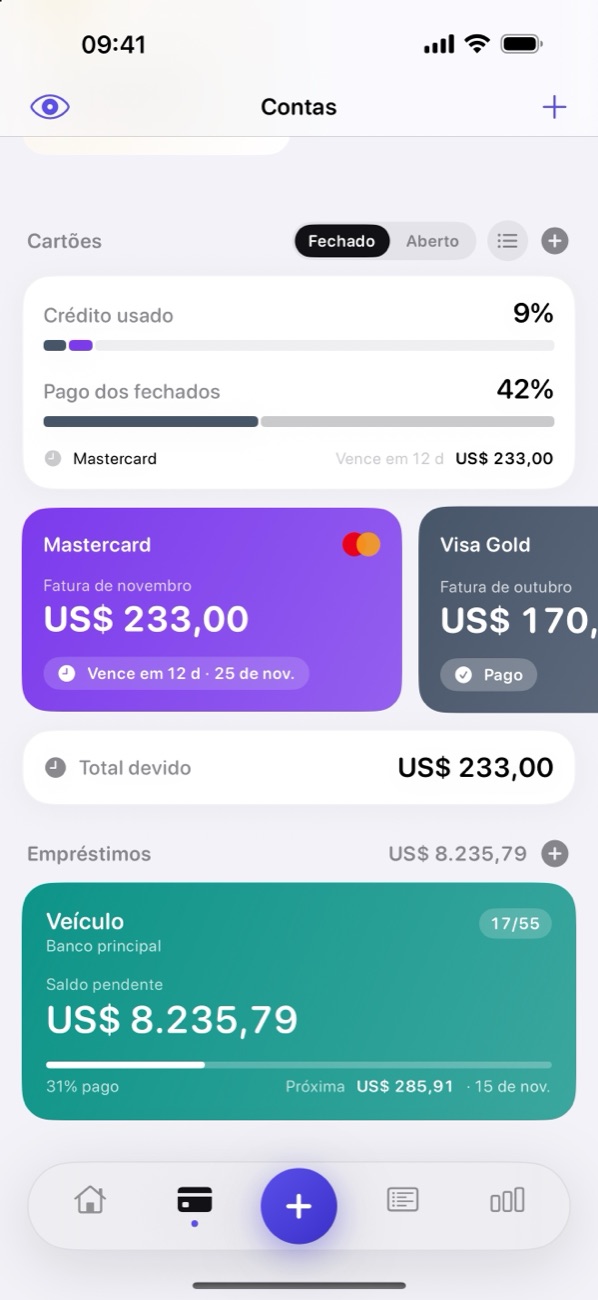 09:41
Contas
Cartões
Fechado
Aberto
Crédito usado
9%
Pago dos fechados
42%
Mastercard
Vence em 12 d
US$ 233,00
Mastercard
Fatura de novembro
US$ 233,00
Vence em 12 d · 25 de nov.
Visa Gold
Fatura de outubro
US$ 170,
Pago
Total devido
US$ 233,00
Empréstimos
US$ 8.235,79
Veículo
17/55
Banco principal
Saldo pendente
US$ 8.235,79
31% pago
Próxima US$ 285,91 · 15 de nov.